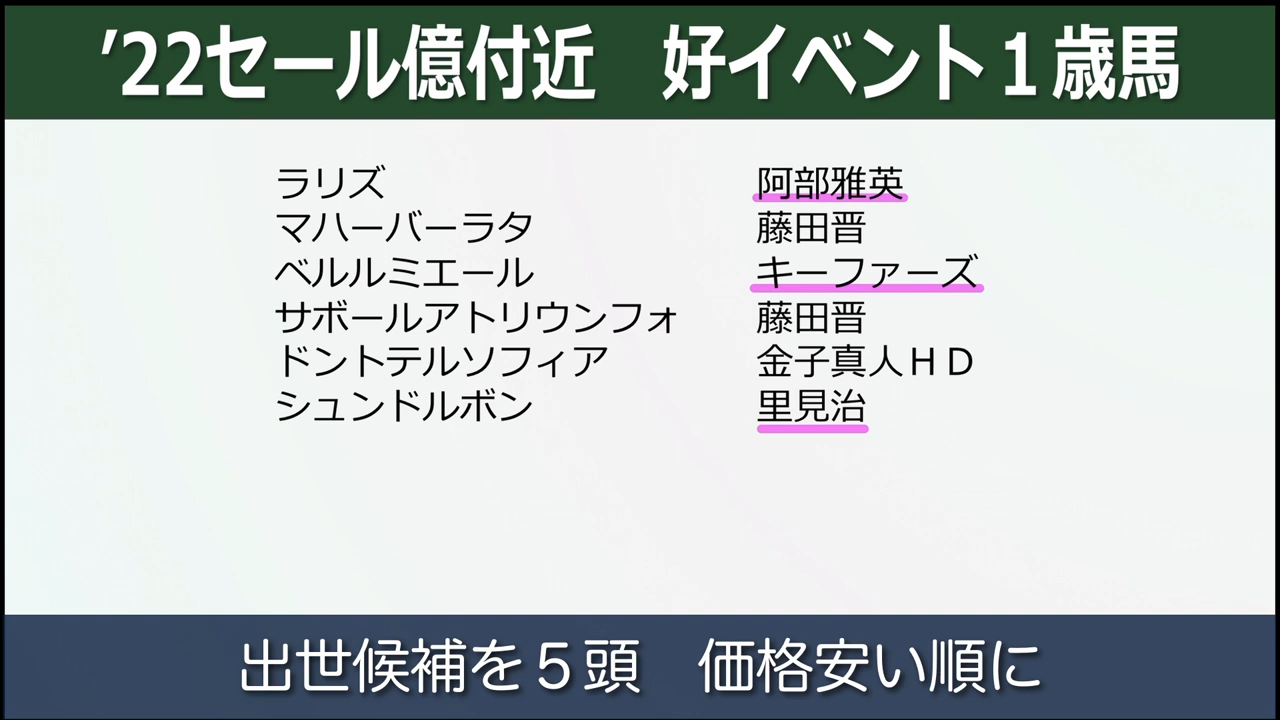 ’22セール億付近　好イベント１歳馬
ラリズ　阿部雅英
マハーバーラタ　藤田晋
ベルルミエール　キーファーズ
サボールアトリウンフォ　藤田晋
ドントテルソフィア　金子真人ＨＤ
シュンドルボン　里見治
出世候補を５頭　価格安い順に